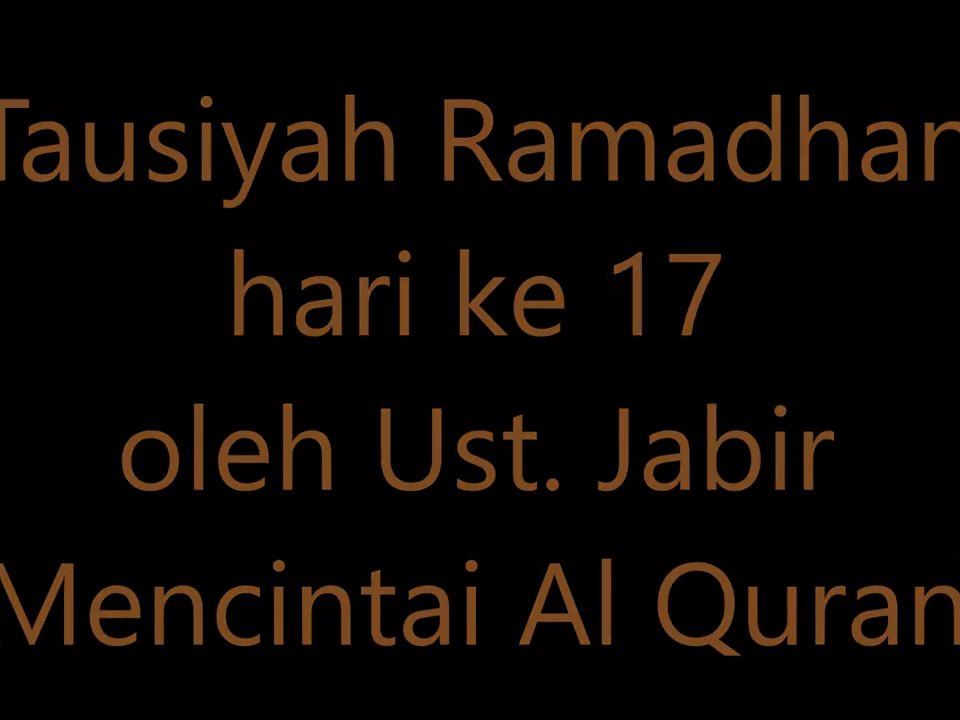 Tausiyah Ramadhan
hari ke 17
oleh Ust. Jabir
Mencintai Al Quran